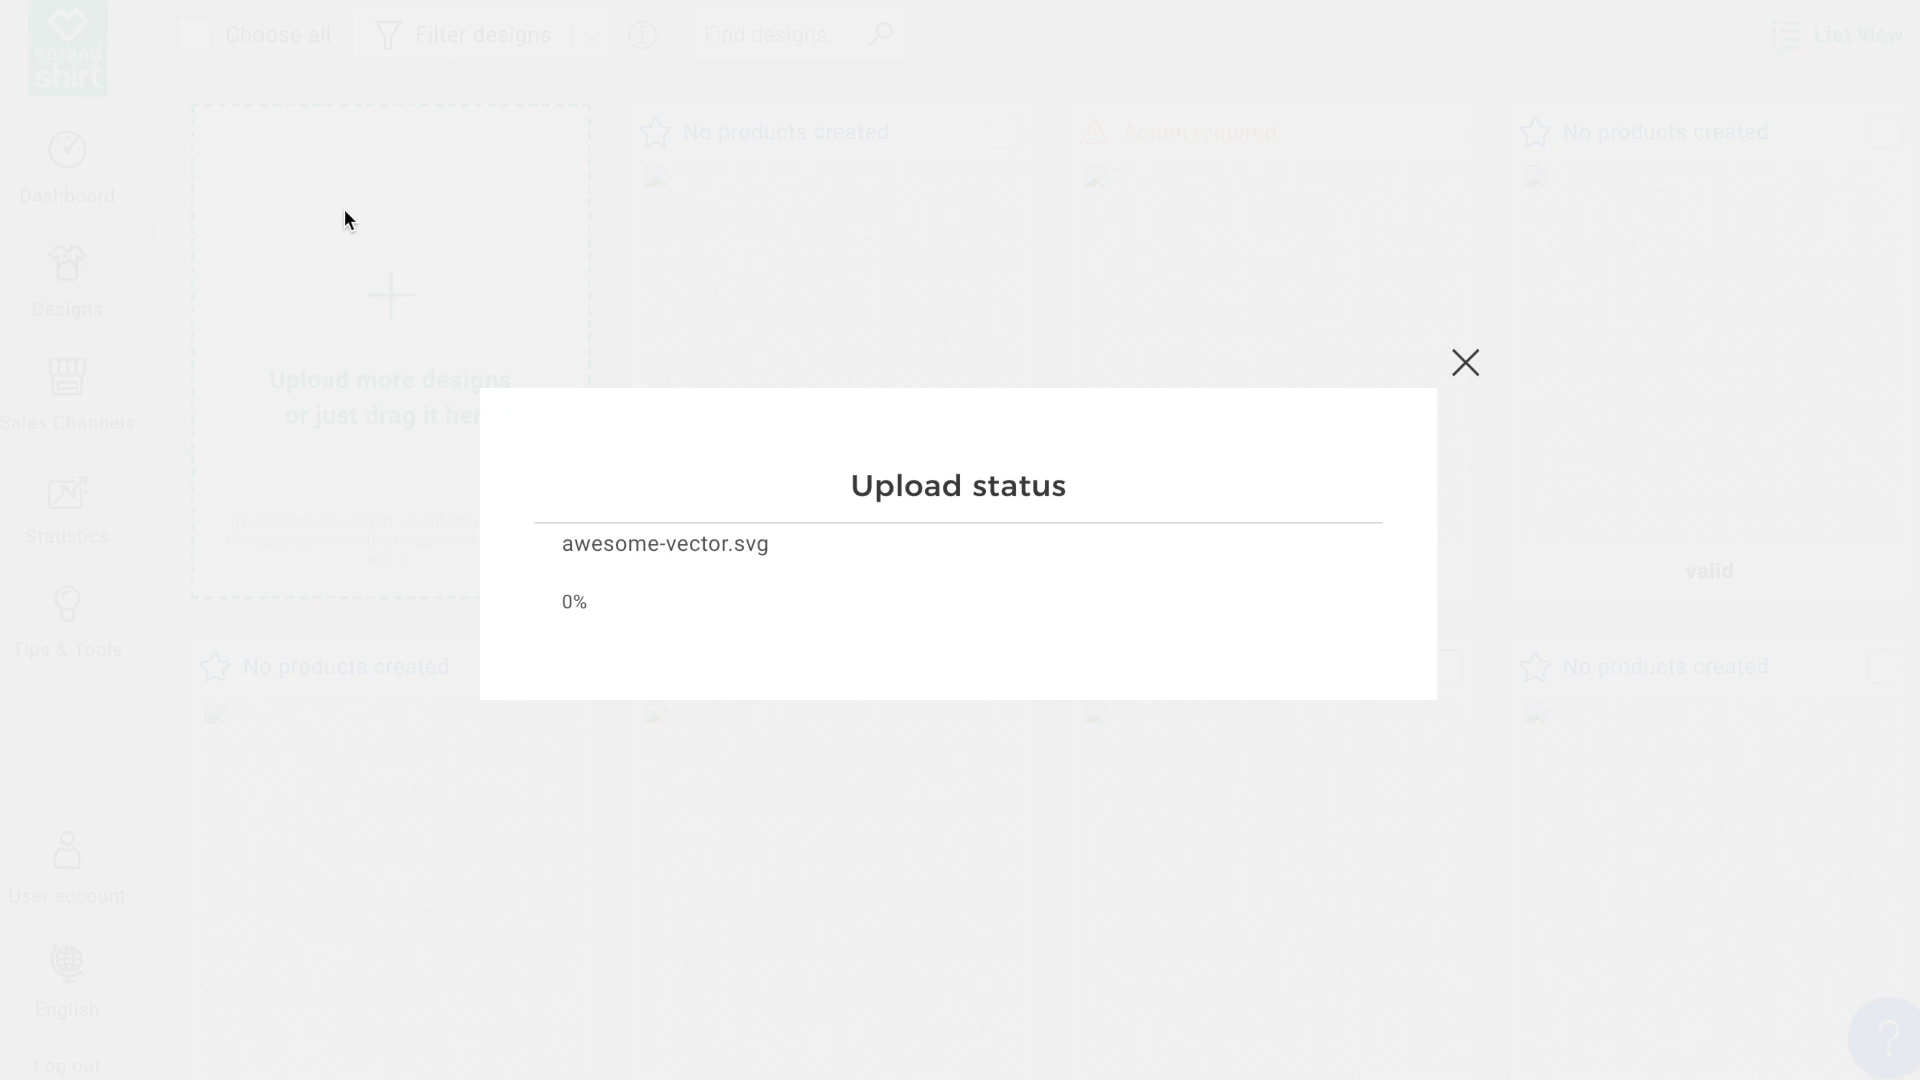 spread
shirt
Choose all
Filter designs
Find designs
List view
Dashboard
Designs
Sales Channels
Statistics
Tips & Tools
User account
English
Log out
Upload more designs
or just drag it her
No products created
Action required
No products created
valid
No products created
No products created
Upload status
awesome-vector.svg
0%
?